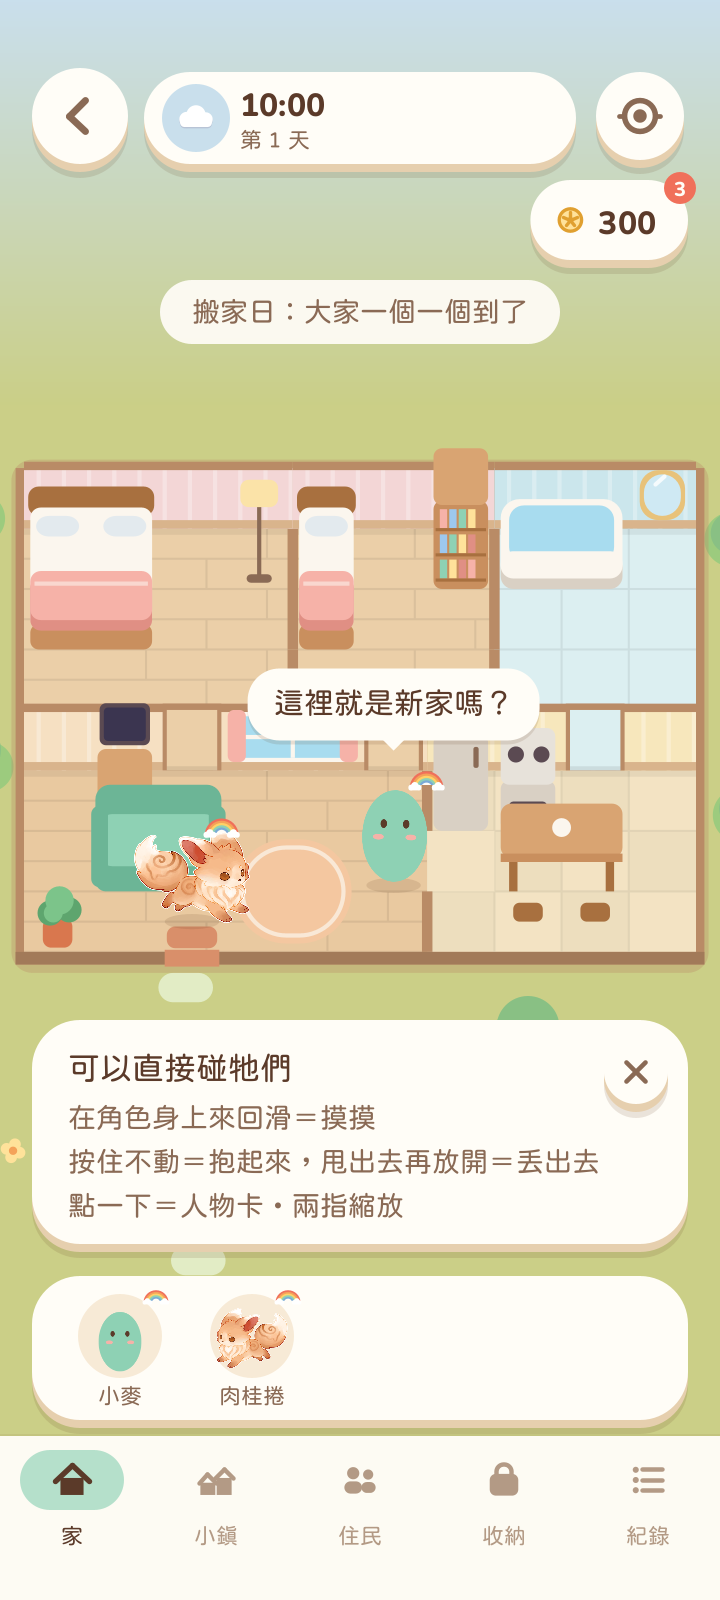 10:00
第 1 天
3
300
搬家日：大家一個一個到了
這裡就是新家嗎？
可以直接碰牠們
在角色身上來回滑＝摸摸
按住不動＝抱起來，甩出去再放開＝丟出去
點一下＝人物卡・兩指縮放
小麥
肉桂捲
家
小鎮
住民
收納
紀錄